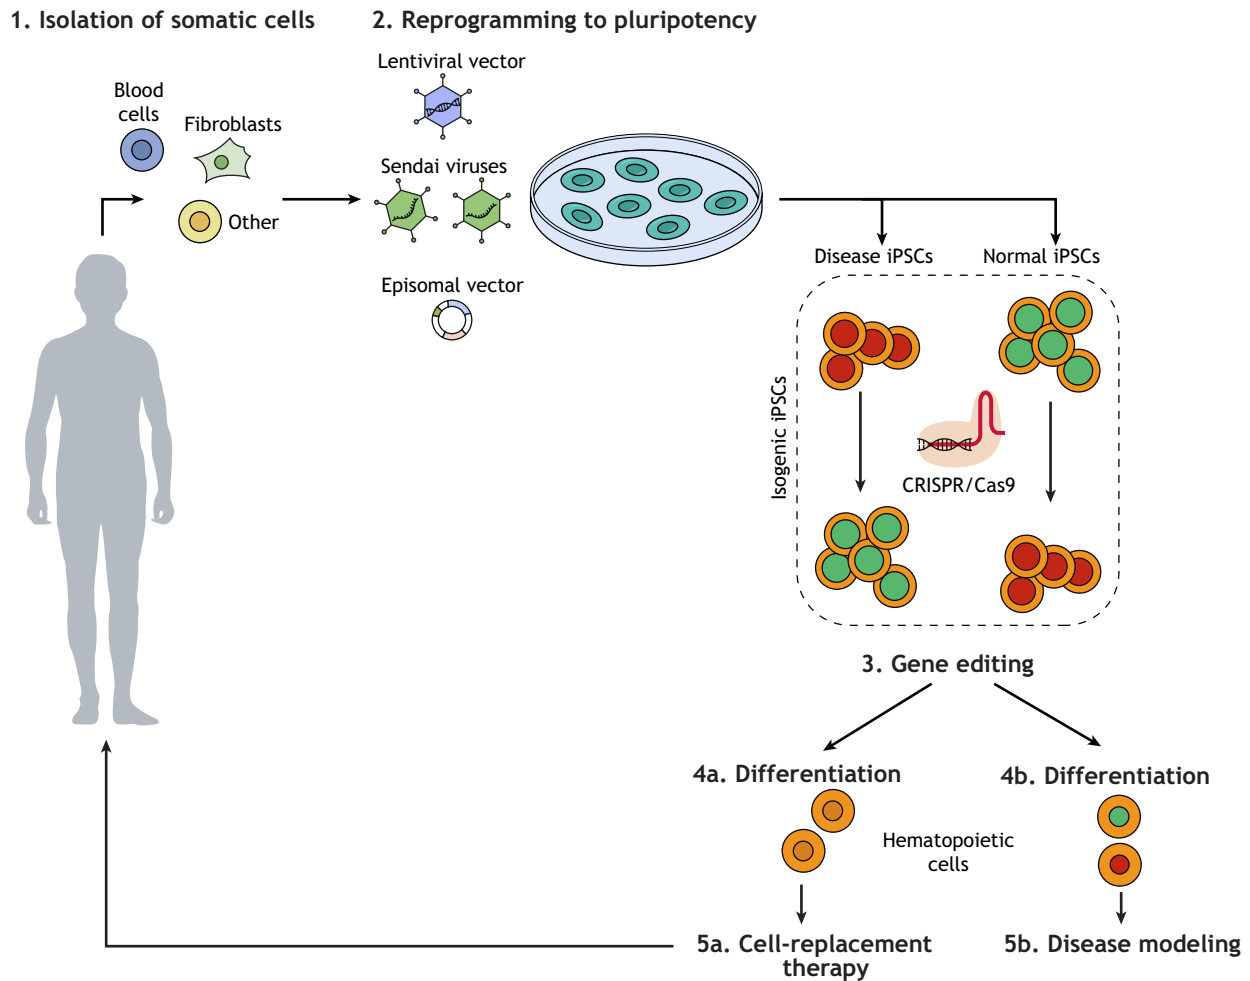 1. Isolation of somatic cells
2. Reprogramming to pluripotency
Blood
cells
Fibroblasts
Other
Lentiviral vector
Sendai viruses
Episomal vector
Disease iPSCs
Normal iPSCs
Isogenic iPSCs
CRISPR/Cas9
3. Gene editing
4a. Differentiation
4b. Differentiation
Hematopoietic
cells
5a. Cell-replacement
therapy
5b. Disease modeling